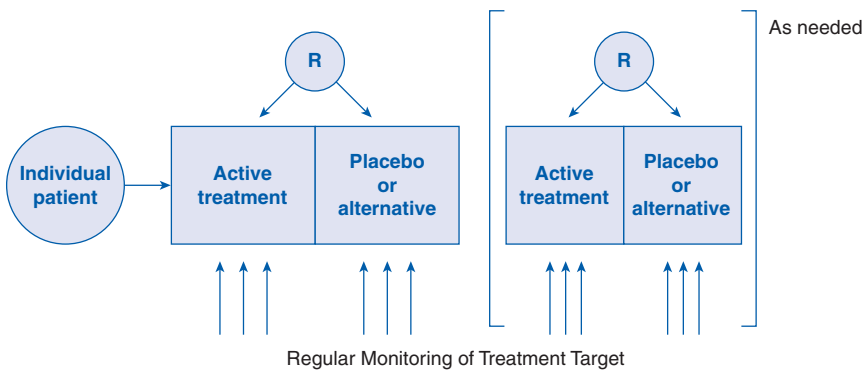 As needed
R
R
Individual
patient
Active
treatment
Placebo
or
alternative
Active
treatment
Placebo
or
alternative
Regular Monitoring of Treatment Target